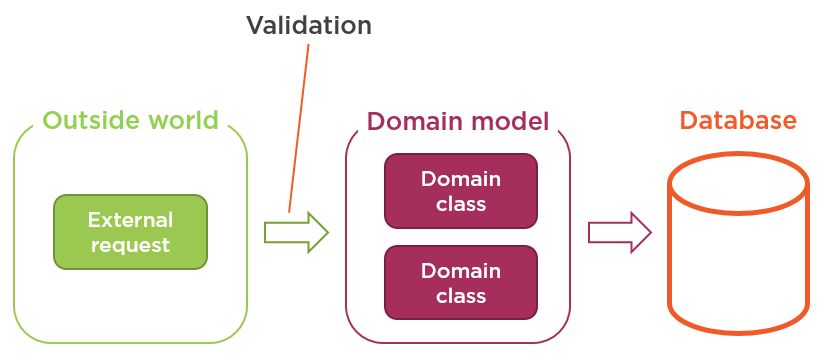 Validation
Outside world
Domain model
Database
External
request
Domain
class
Domain
class